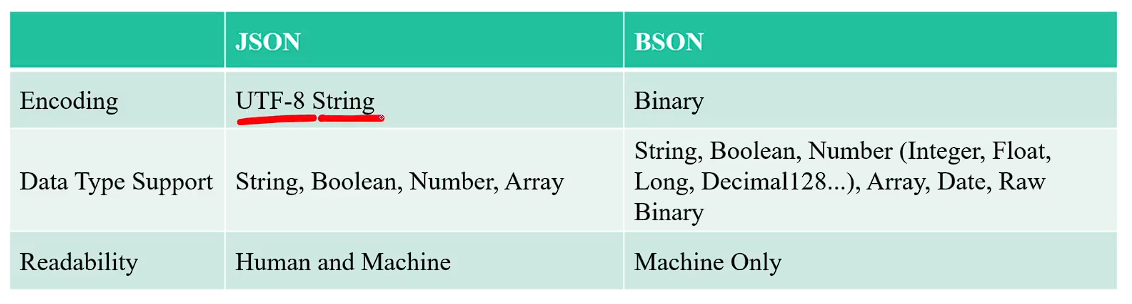 JSON BSON
Encoding UTF-8 String Binary
Data Type Support String, Boolean, Number, Array String, Boolean, Number (Integer, Float,
Long, Decimal128...), Array, Date, Raw
Binary
Readability Human and Machine Machine Only